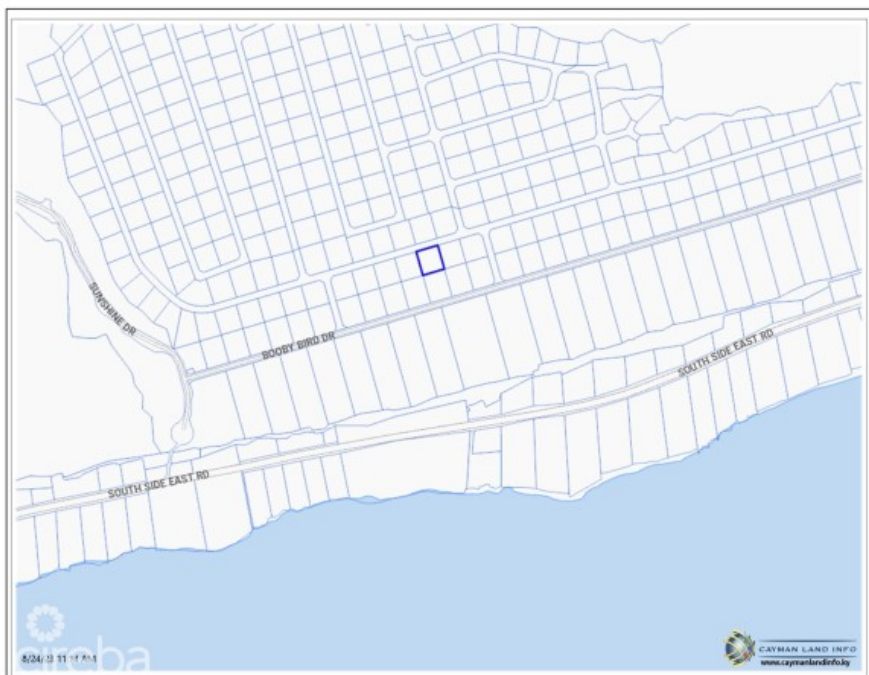 SUNSHINE DR
BOOBY BIRD DR
SOUTH SIDE EAST RD
SOUTH SIDE EAST RD
cireba
CAYMAN LAND INFO
www.caymanlandinfo.ky